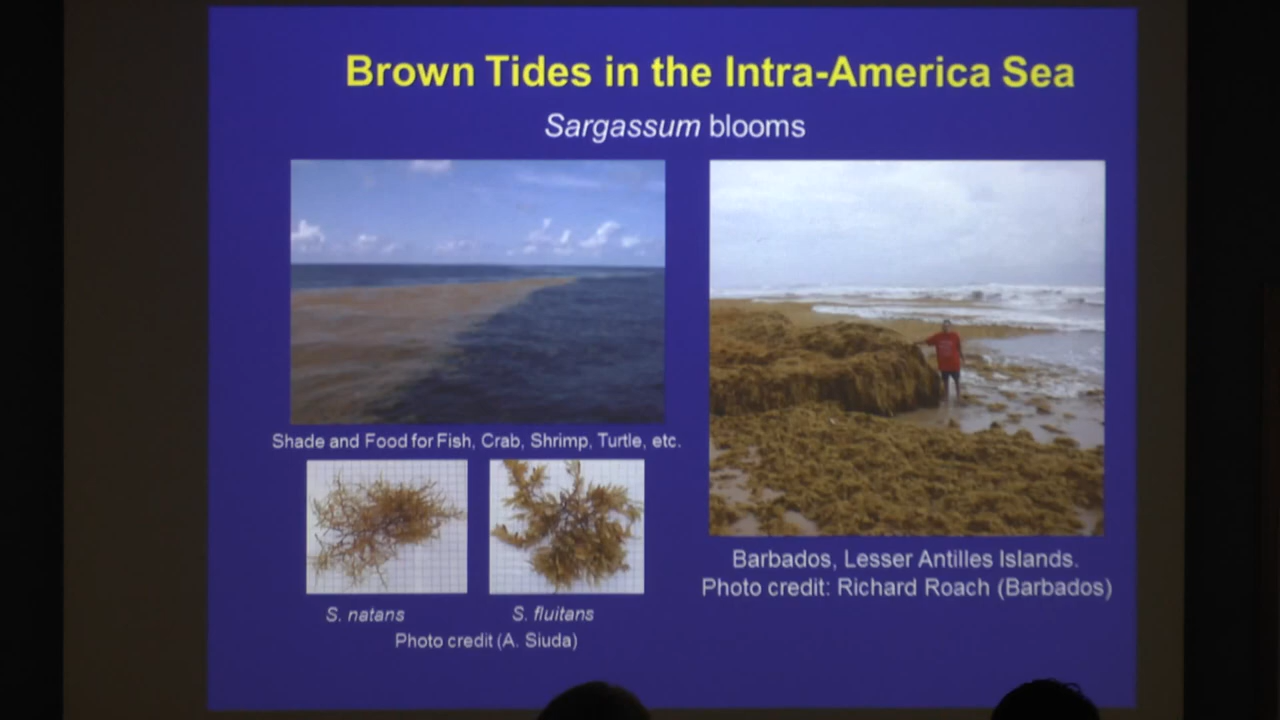 Brown Tides in the Intra-America Sea
Sargassum blooms
Shade and Food for Fish, Crab, Shrimp, Turtle, etc.
S. natans
S. fluitans
Photo credit (A. Siuda)
Barbados, Lesser Antilles Islands.
Photo credit: Richard Roach (Barbados)